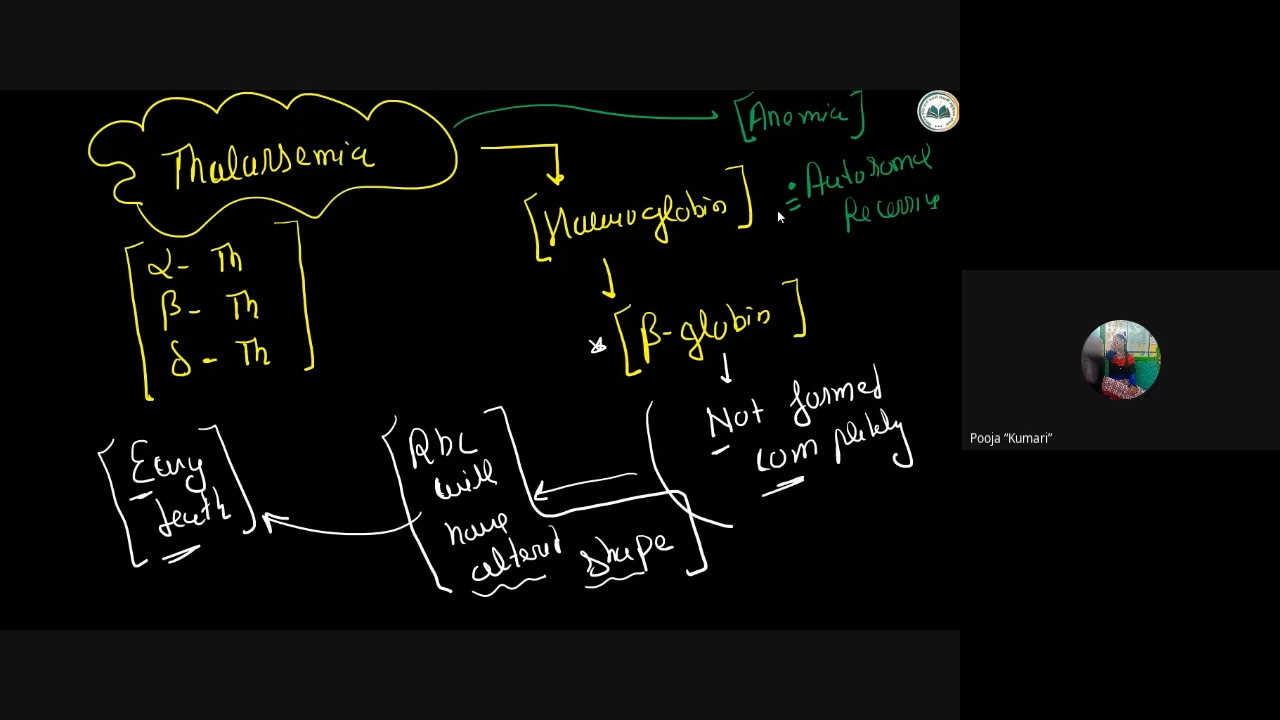 Thalassemia
[Anemia]
: Autosomal
Recessive
[Haemoglobin]
α- Th
β- Th
δ- Th
* [β-globin]
Not formed
completely
[Rbc
will
have
altered shape]
[Early
death]
Pooja “Kumari”